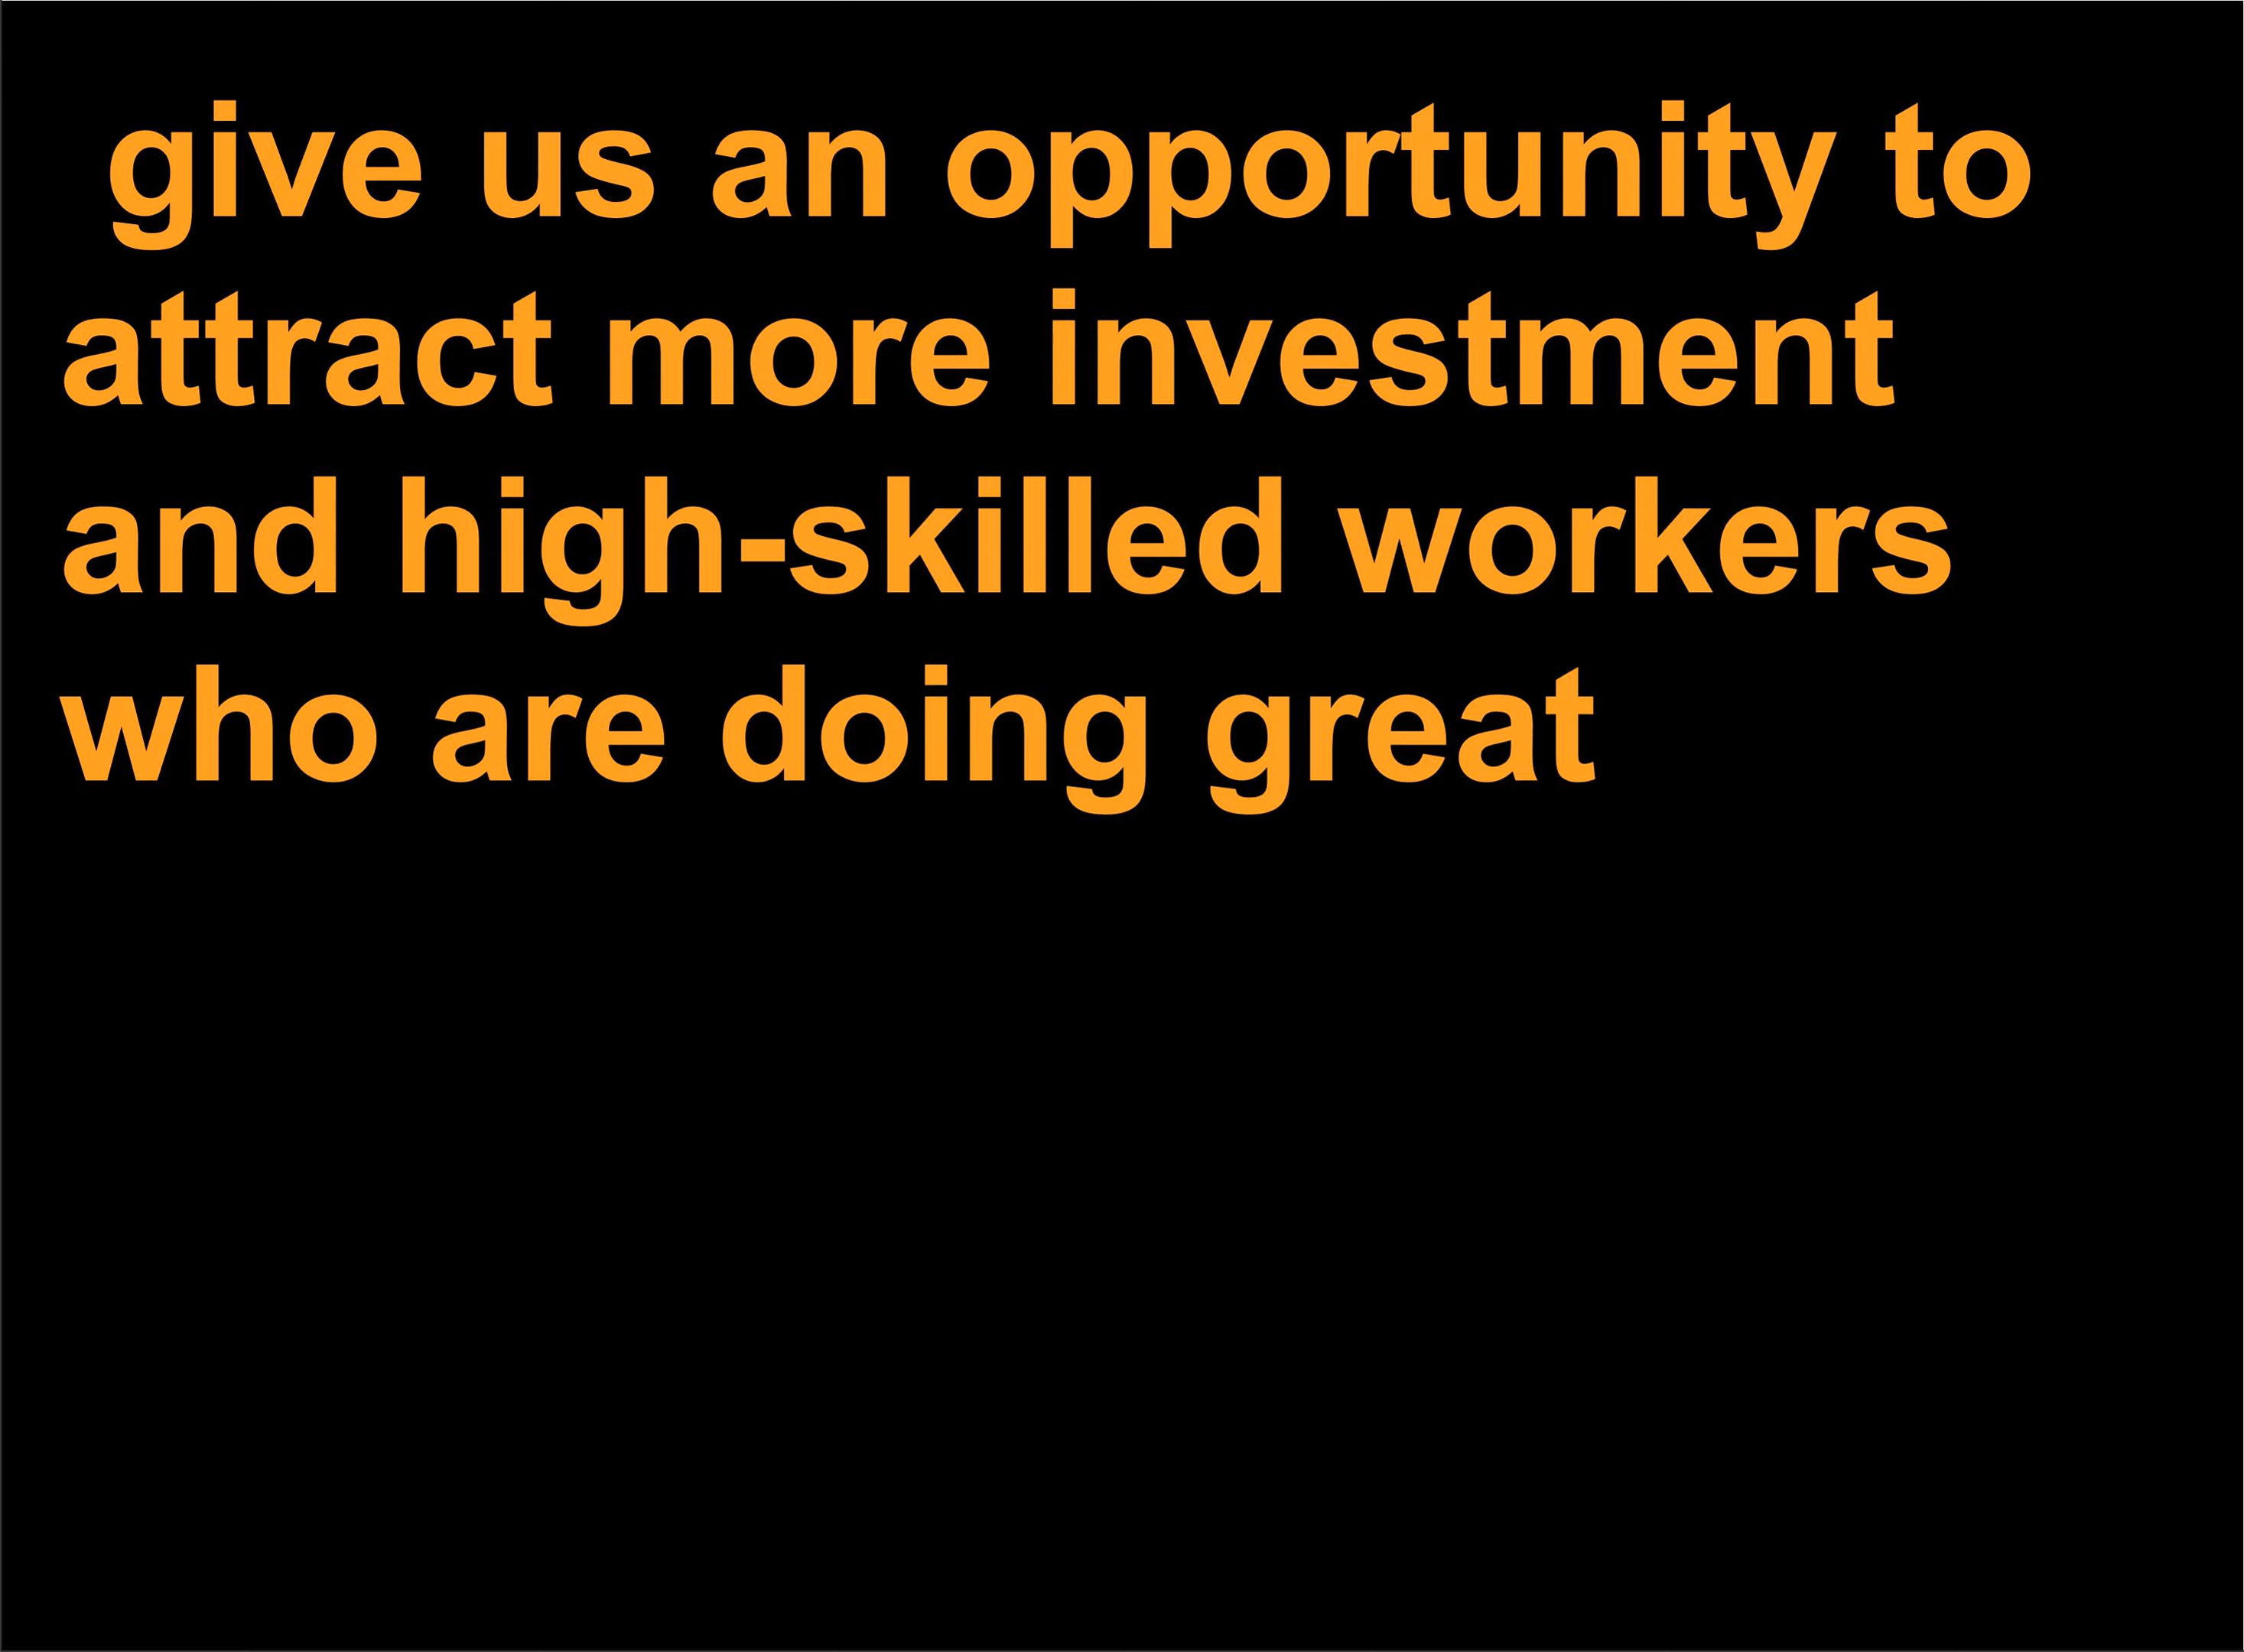 give us an opportunity to
attract more investment
and high-skilled workers
who are doing great